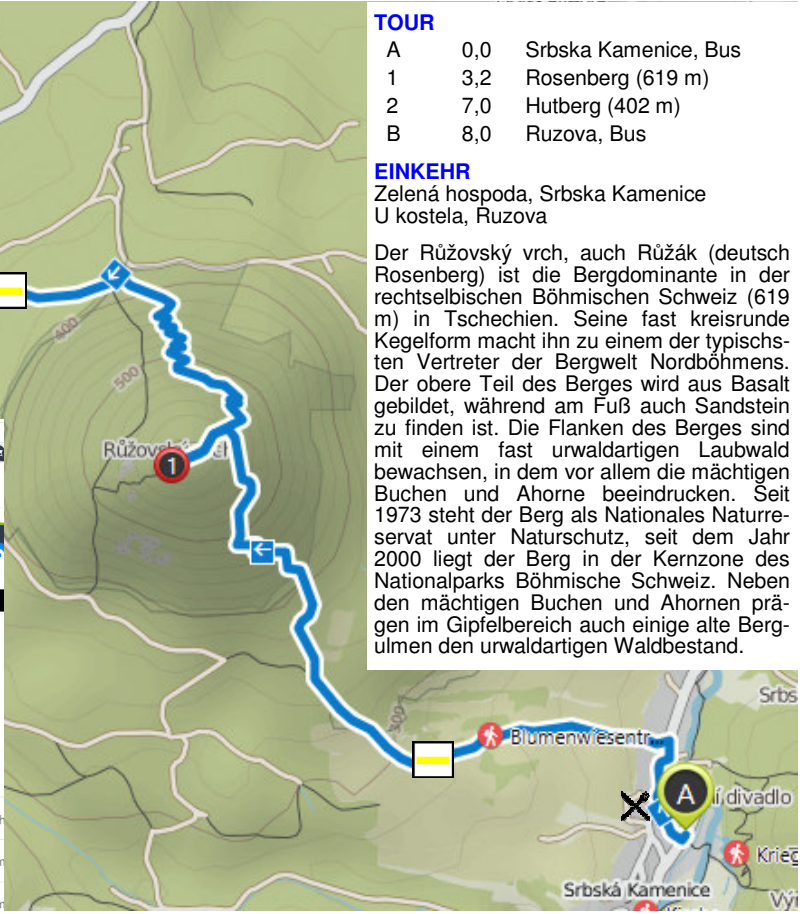 TOUR
A 0,0 Srbska Kamenice, Bus
1 3,2 Rosenberg (619 m)
2 7,0 Hutberg (402 m)
B 8,0 Ruzova, Bus
EINKEHR
Zelená hospoda, Srbska Kamenice
U kostela, Ruzova
Der Růžovský vrch, auch Růžák (deutsch
Rosenberg) ist die Bergdominante in der
rechtselbischen Böhmischen Schweiz (619
m) in Tschechien. Seine fast kreisrunde
Kegelform macht ihn zu einem der typischs-
ten Vertreter der Bergwelt Nordböhmens.
Der obere Teil des Berges wird aus Basalt
gebildet, während am Fuß auch Sandstein
zu finden ist. Die Flanken des Berges sind
mit einem fast urwaldartigen Laubwald
bewachsen, in dem vor allem die mächtigen
Buchen und Ahorne beeindrucken. Seit
1973 steht der Berg als Nationales Naturre-
servat unter Naturschutz, seit dem Jahr
2000 liegt der Berg in der Kernzone des
Nationalparks Böhmische Schweiz. Neben
den mächtigen Buchen und Ahornen prä-
gen im Gipfelbereich auch einige alte Berg-
ulmen den urwaldartigen Waldbestand.
400
500
1
300
Srbs
Blumenwiesentr...
A
í divadlo
Krieg
Srbská Kamenice
Výr